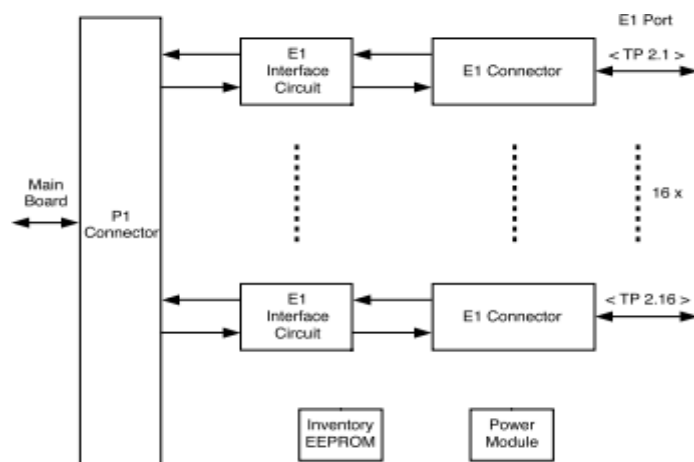 E1 Port
E1
Interface
Circuit
E1 Connector
< TP 2.1 >
Main
Board
P1
Connector
16 x
E1
Interface
Circuit
E1 Connector
< TP 2.16 >
Inventory
EEPROM
Power
Module